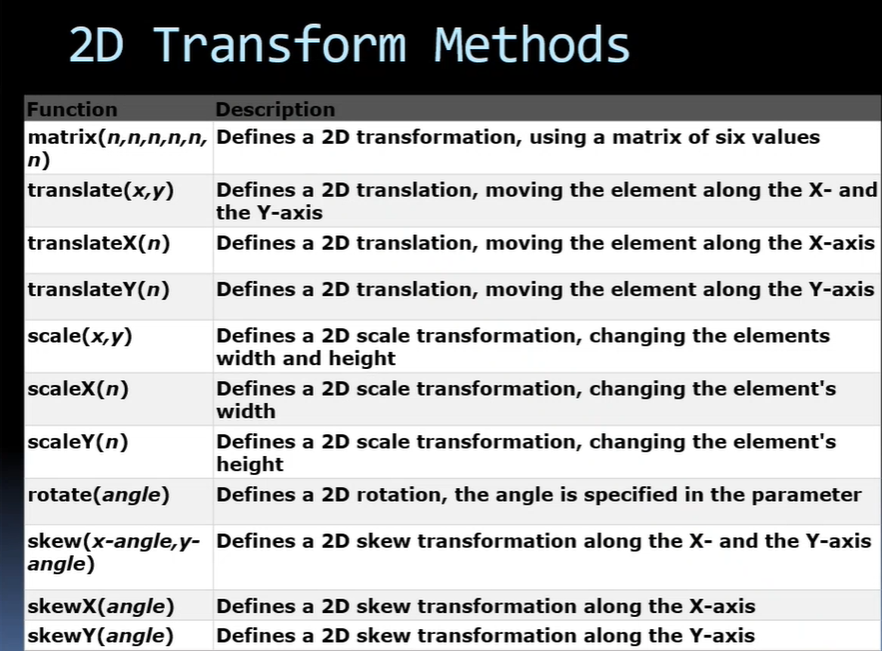 2D Transform Methods
Function Description
matrix(n,n,n,n,n, Defines a 2D transformation, using a matrix of six values
n)
translate(x,y) Defines a 2D translation, moving the element along the X- and
the Y-axis
translateX(n) Defines a 2D translation, moving the element along the X-axis
translateY(n) Defines a 2D translation, moving the element along the Y-axis
scale(x,y) Defines a 2D scale transformation, changing the elements
width and height
scaleX(n) Defines a 2D scale transformation, changing the element's
width
scaleY(n) Defines a 2D scale transformation, changing the element's
height
rotate(angle) Defines a 2D rotation, the angle is specified in the parameter
skew(x-angle,y- Defines a 2D skew transformation along the X- and the Y-axis
angle)
skewX(angle) Defines a 2D skew transformation along the X-axis
skewY(angle) Defines a 2D skew transformation along the Y-axis